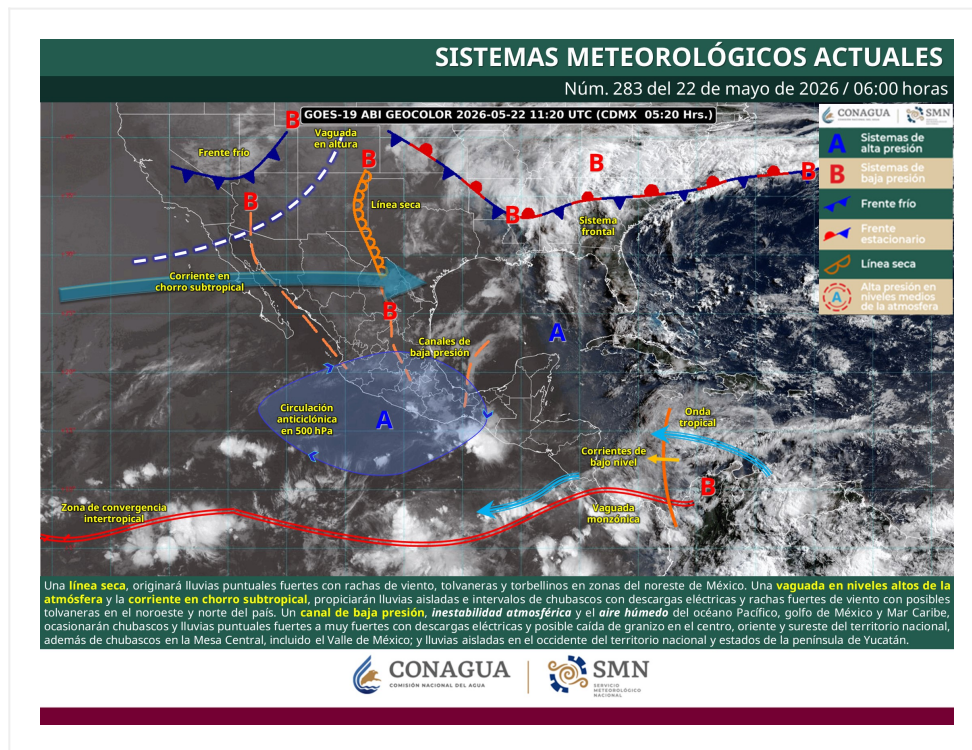 SISTEMAS METEOROLÓGICOS ACTUALES
Núm. 283 del 22 de mayo de 2026 / 06:00 horas
GOES-19 ABI GEOCOLOR 2026-05-22 11:20 UTC (CDMX 05:20 Hrs.)
CONAGUA
COMISIÓN NACIONAL DEL AGUA
SMN
A
Sistemas de
alta presión
B
Sistemas de
baja presión
Frente frío
Frente
estacionario
Línea seca
A
Alta presión en
niveles medios
de la atmosfera
B
Vaguada
en altura
Frente frío
B
B
B
B
B
Línea seca
B
Sistema
frontal
Corriente en
chorro subtropical
B
Canales de
baja presión
A
Circulación
anticiclónica
en 500 hPa
A
Onda
tropical
Corrientes de
bajo nivel
B
Zona de convergencia
intertropical
Vaguada
monzónica
Una línea seca, originará lluvias puntuales fuertes con rachas de viento, tolvaneras y torbellinos en zonas del noreste de México. Una vaguada en niveles altos de la
atmósfera y la corriente en chorro subtropical, propiciarán lluvias aisladas e intervalos de chubascos con descargas eléctricas y rachas fuertes de viento con posibles
tolvaneras en el noroeste y norte del país. Un canal de baja presión, inestabilidad atmosférica y el aire húmedo del océano Pacífico, golfo de México y Mar Caribe,
ocasionarán chubascos y lluvias puntuales fuertes a muy fuertes con descargas eléctricas y posible caída de granizo en el centro, oriente y sureste del territorio nacional,
además de chubascos en la Mesa Central, incluido el Valle de México; y lluvias aisladas en el occidente del territorio nacional y estados de la península de Yucatán.
CONAGUA
COMISIÓN NACIONAL DEL AGUA
SMN
SERVICIO
METEOROLÓGICO
NACIONAL